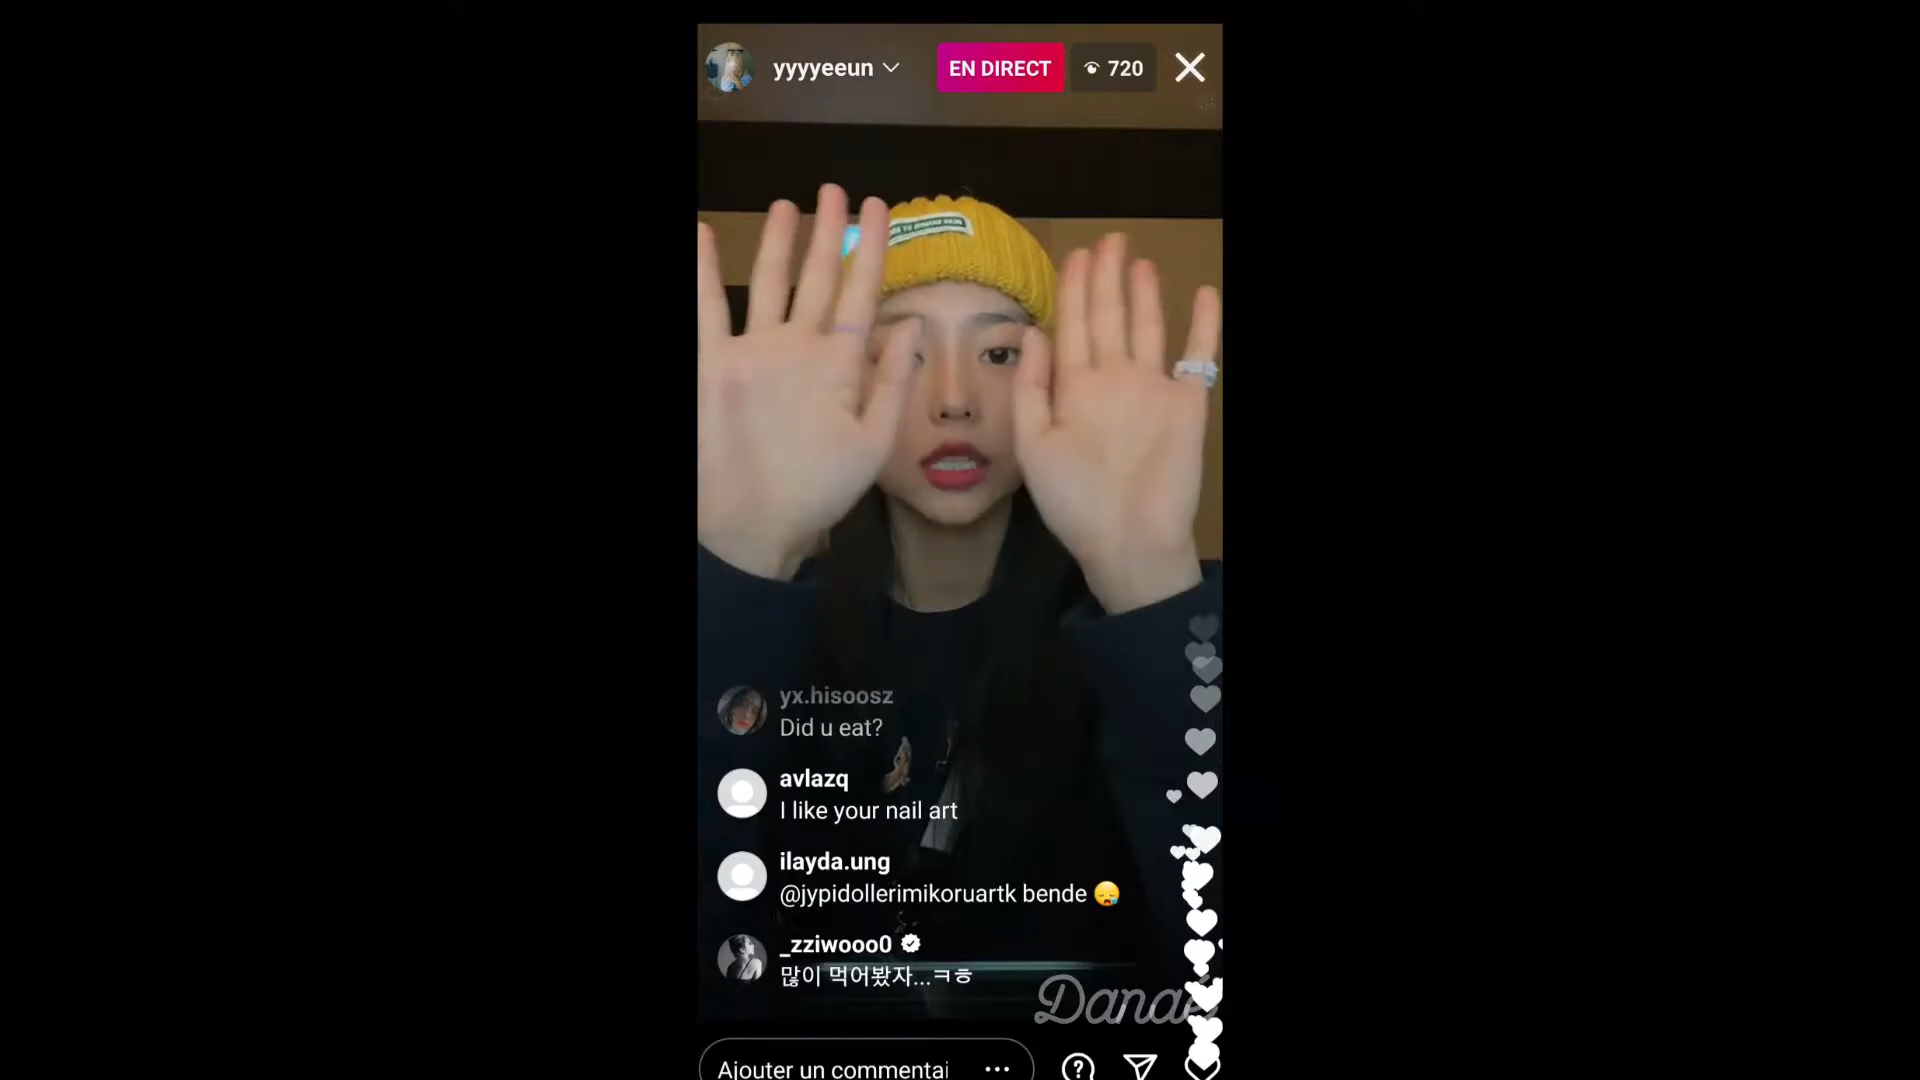 yyyyeeun
EN DIRECT
720
yx.hisoosz
Did u eat?
avlazq
I like your nail art
ilayda.ung
@jypidollerimikoruartk bende
_zziwooo0
많이 먹어봤자...ㅋㅎ
Danaé
Ajouter un commentai